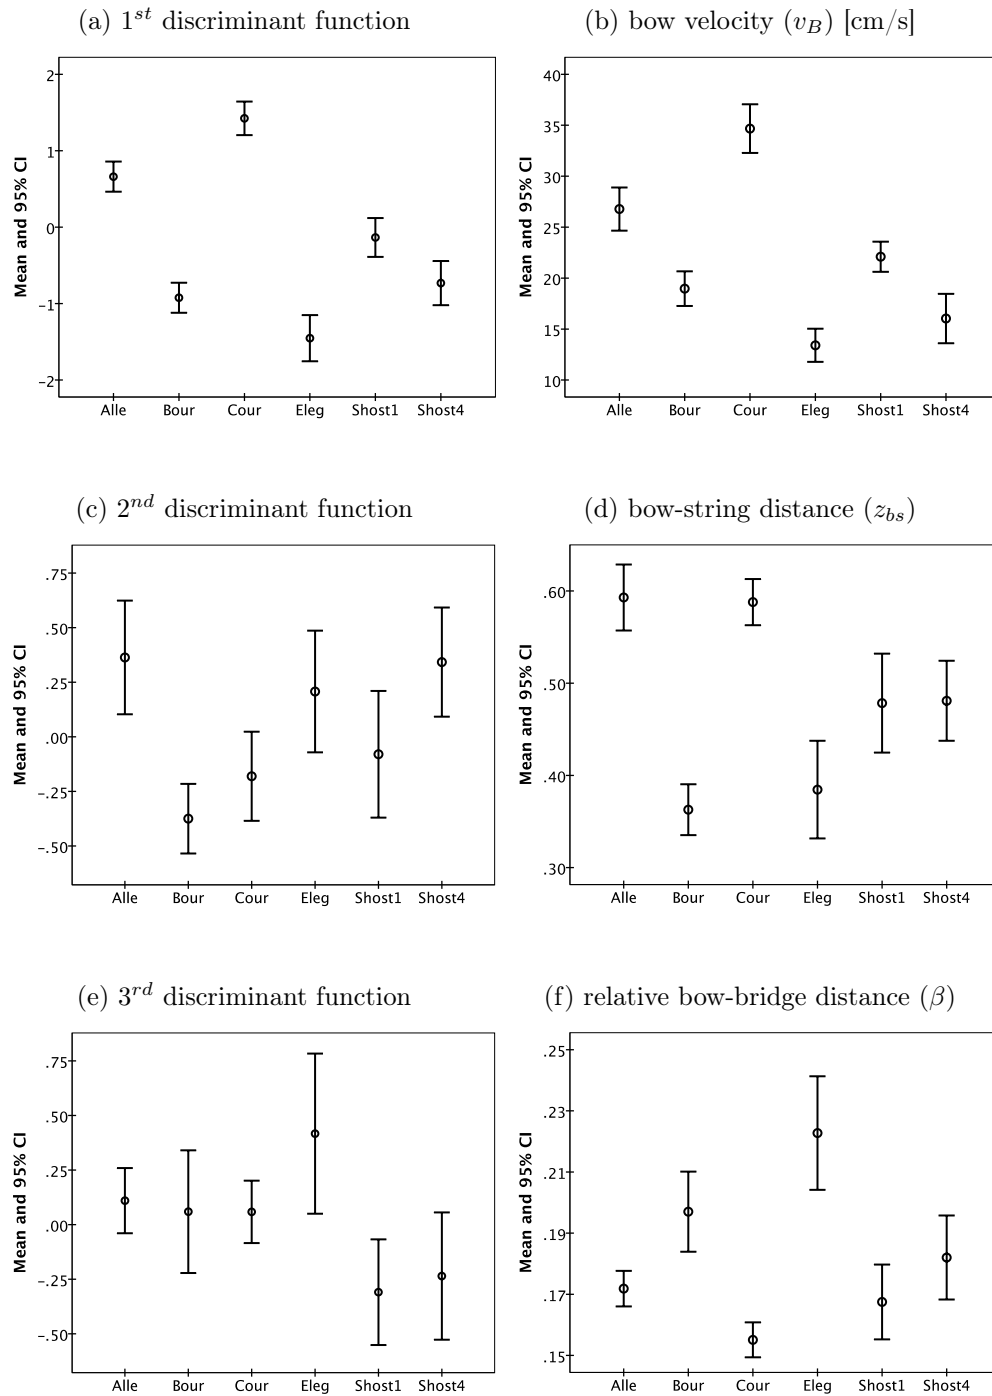 (a) 1st discriminant function
(b) bow velocity (vB) [cm/s]
Mean and 95% CI
2
1
0
−1
−2
Alle Bour Cour Eleg Shost1 Shost4
Mean and 95% CI
40
35
30
25
20
15
10
Alle Bour Cour Eleg Shost1 Shost4
(c) 2nd discriminant function
(d) bow-string distance (zbs)
Mean and 95% CI
.75
.50
.25
.00
−.25
−.50
Alle Bour Cour Eleg Shost1 Shost4
Mean and 95% CI
.60
.50
.40
.30
Alle Bour Cour Eleg Shost1 Shost4
(e) 3rd discriminant function
(f) relative bow-bridge distance (β)
Mean and 95% CI
.75
.50
.25
.00
−.25
−.50
Alle Bour Cour Eleg Shost1 Shost4
Mean and 95% CI
.25
.23
.21
.19
.17
.15
Alle Bour Cour Eleg Shost1 Shost4